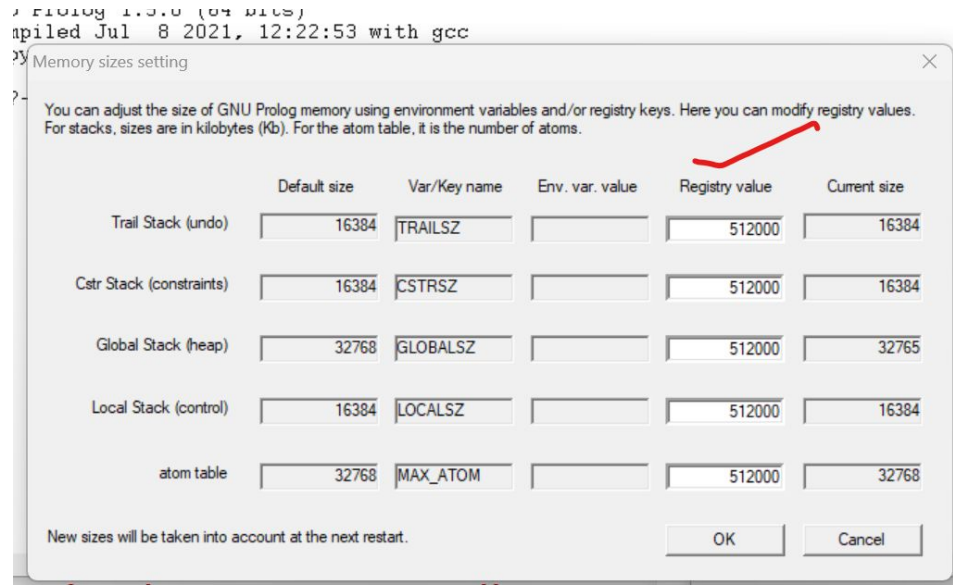 Prolog 1.5.0 (64 bits)
mpiled Jul  8 2021, 12:22:53 with gcc
Memory sizes setting
You can adjust the size of GNU Prolog memory using environment variables and/or registry keys. Here you can modify registry values.
For stacks, sizes are in kilobytes (Kb). For the atom table, it is the number of atoms.
Default size Var/Key name Env. var. value Registry value Current size
Trail Stack (undo) 16384 TRAILSZ 512000 16384
Cstr Stack (constraints) 16384 CSTRSZ 512000 16384
Global Stack (heap) 32768 GLOBALSZ 512000 32765
Local Stack (control) 16384 LOCALSZ 512000 16384
atom table 32768 MAX_ATOM 512000 32768
New sizes will be taken into account at the next restart. OK Cancel